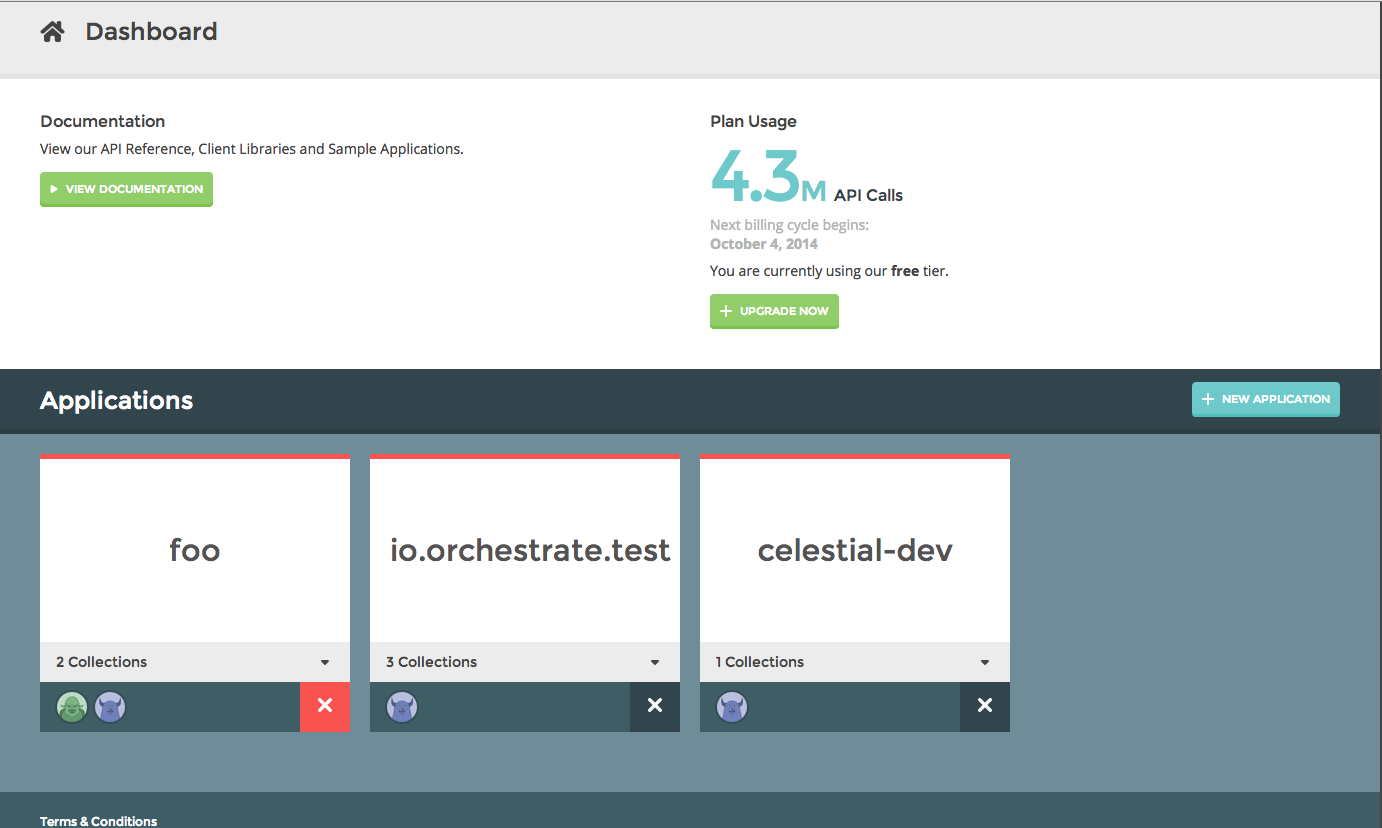 Dashboard
Documentation
View our API Reference, Client Libraries and Sample Applications.
VIEW DOCUMENTATION
Plan Usage
4.3M API Calls
Next billing cycle begins:
October 4, 2014
You are currently using our free tier.
UPGRADE NOW
Applications
NEW APPLICATION
foo
2 Collections
io.orchestrate.test
3 Collections
celestial-dev
1 Collections
Terms & Conditions